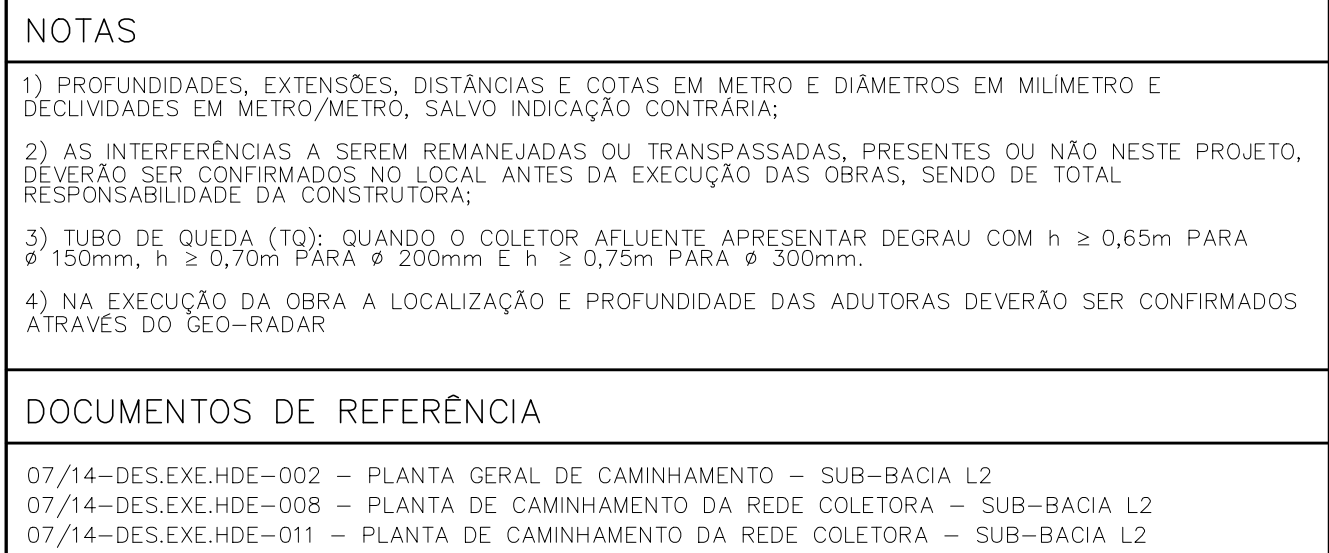 NOTAS
1) PROFUNDIDADES, EXTENSÕES, DISTÂNCIAS E COTAS EM METRO E DIÂMETROS EM MILÍMETRO E
DECLIVIDADES EM METRO/METRO, SALVO INDICAÇÃO CONTRÁRIA;
2) AS INTERFERÊNCIAS A SEREM REMANEJADAS OU TRANSPASSADAS, PRESENTES OU NÃO NESTE PROJETO,
DEVERÃO SER CONFIRMADOS NO LOCAL ANTES DA EXECUÇÃO DAS OBRAS, SENDO DE TOTAL
RESPONSABILIDADE DA CONSTRUTORA;
3) TUBO DE QUEDA (TQ): QUANDO O COLETOR AFLUENTE APRESENTAR DEGRAU COM h ≥ 0,65m PARA
ø 150mm, h ≥ 0,70m PARA ø 200mm E h ≥ 0,75m PARA ø 300mm.
4) NA EXECUÇÃO DA OBRA A LOCALIZAÇÃO E PROFUNDIDADE DAS ADUTORAS DEVERÃO SER CONFIRMADOS
ATRAVÉS DO GEO-RADAR
DOCUMENTOS DE REFERÊNCIA
07/14-DES.EXE.HDE-002 - PLANTA GERAL DE CAMINHAMENTO - SUB-BACIA L2
07/14-DES.EXE.HDE-008 - PLANTA DE CAMINHAMENTO DA REDE COLETORA - SUB-BACIA L2
07/14-DES.EXE.HDE-011 - PLANTA DE CAMINHAMENTO DA REDE COLETORA - SUB-BACIA L2